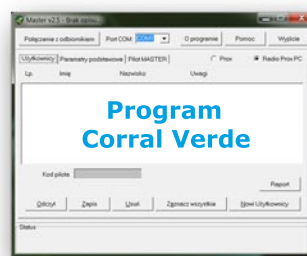 Master v2.5 - Brak opisu...
Połączenie z odbiornikiem Port COM: COM3 O programie Pomoc Wyjście
Użytkownicy Parametry podstawowe Pilot MASTER Prox Radio Prox PC
Lp. Imię Nazwisko Uwagi
Program
Corral Verde
Kod pilota:
Raport
Odczyt Zapis Usuń Zaznacz wszystkie Nowi Użytkownicy
Status